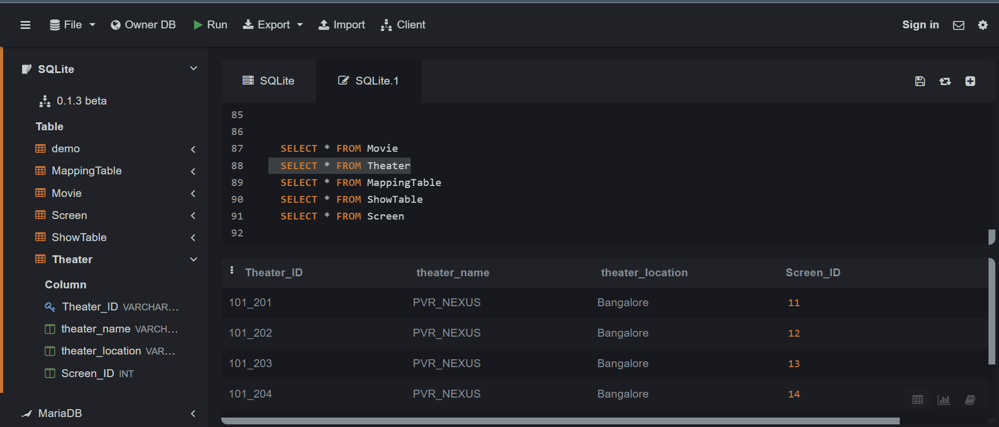 File Owner DB Run Export Import Client Sign in
SQLite
0.1.3 beta
Table
demo
MappingTable
Movie
Screen
ShowTable
Theater
Column
Theater_ID VARCHAR...
theater_name VARCH...
theater_location VAR...
Screen_ID INT
MariaDB
SQLite SQLite.1
85
86
87 SELECT * FROM Movie
88 SELECT * FROM Theater
89 SELECT * FROM MappingTable
90 SELECT * FROM ShowTable
91 SELECT * FROM Screen
92
Theater_ID theater_name theater_location Screen_ID
101_201 PVR_NEXUS Bangalore 11
101_202 PVR_NEXUS Bangalore 12
101_203 PVR_NEXUS Bangalore 13
101_204 PVR_NEXUS Bangalore 14